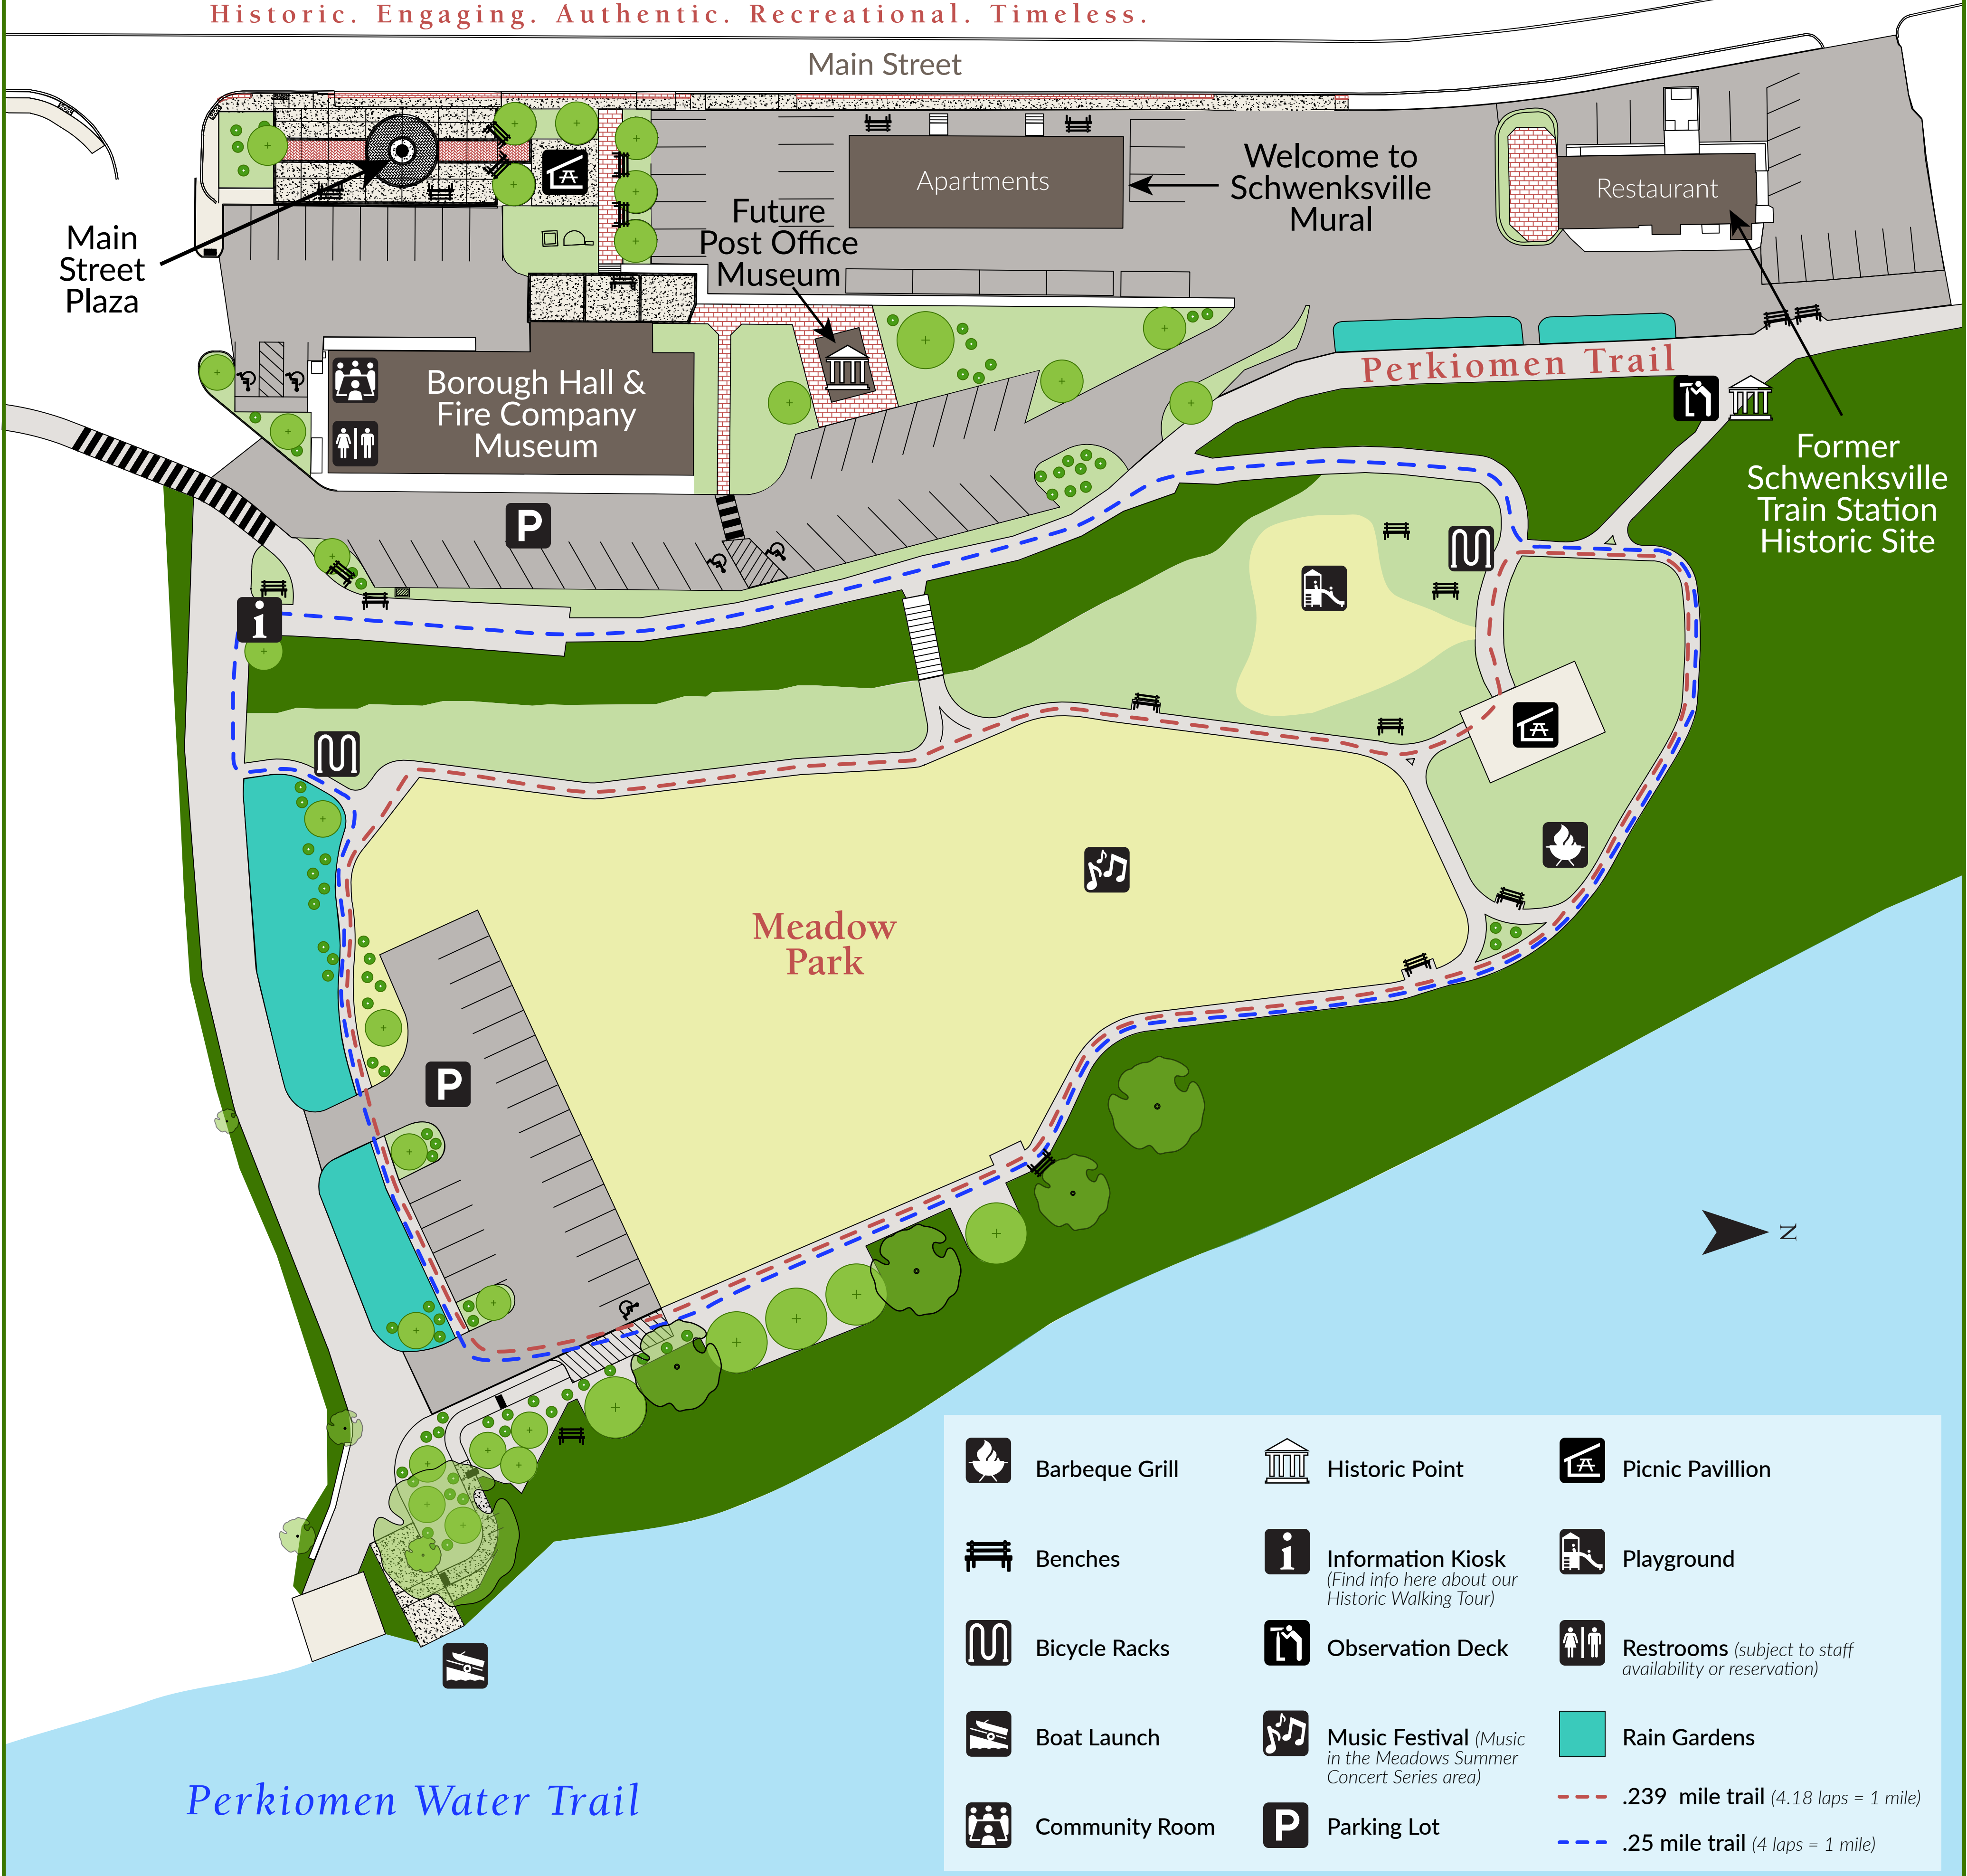 Historic. Engaging. Authentic. Recreational. Timeless.
Main Street
Apartments
Welcome to
Schwenksville
Mural
Restaurant
Main
Street
Plaza
Future
Post Office
Museum
Borough Hall &
Fire Company
Museum
Perkiomen Trail
Former
Schwenksville
Train Station
Historic Site
P
i
Meadow
Park
P
N
Perkiomen Water Trail
Barbeque Grill
Benches
Bicycle Racks
Boat Launch
Community Room
Historic Point
i
Information Kiosk
(Find info here about our
Historic Walking Tour)
Observation Deck
Music Festival (Music
in the Meadows Summer
Concert Series area)
P
Parking Lot
Picnic Pavillion
Playground
Restrooms (subject to staff
availability or reservation)
Rain Gardens
.239 mile trail (4.18 laps = 1 mile)
.25 mile trail (4 laps = 1 mile)